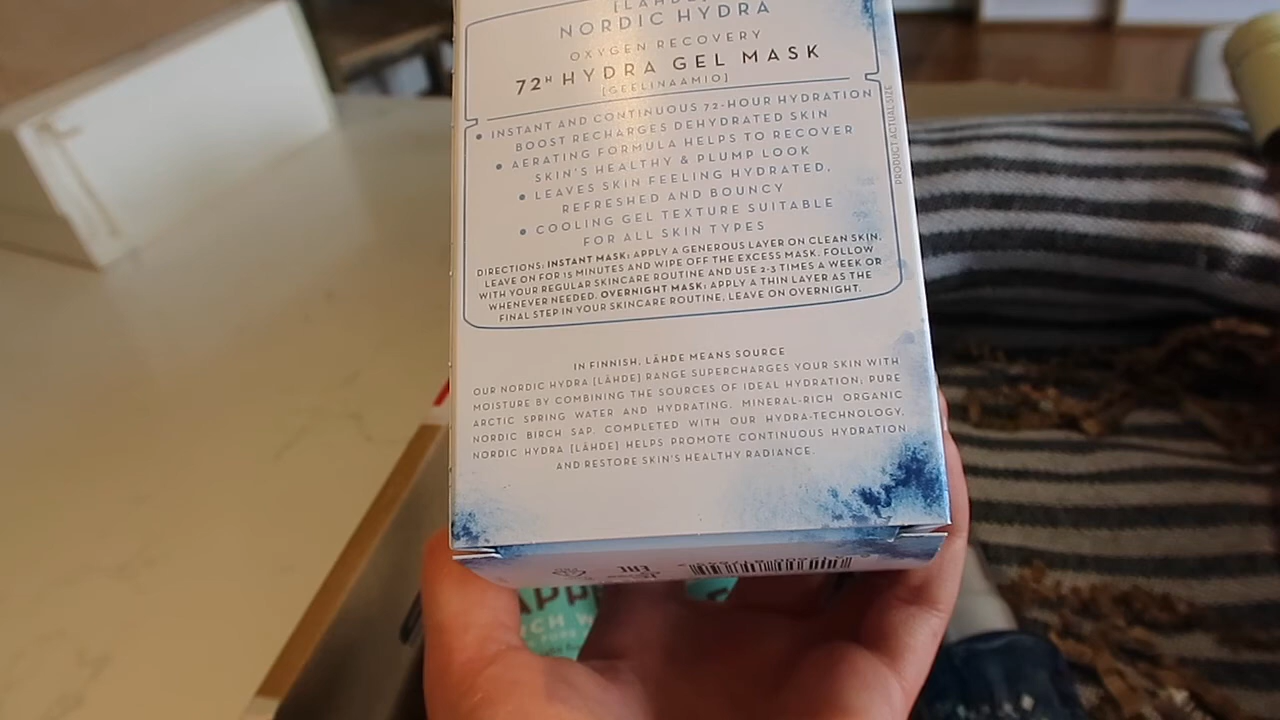 [LÄHDE]
NORDIC HYDRA
OXYGEN RECOVERY
72H HYDRA GEL MASK
[GEELINAAMIO]
• INSTANT AND CONTINUOUS 72-HOUR HYDRATION
BOOST RECHARGES DEHYDRATED SKIN
• AERATING FORMULA HELPS TO RECOVER
SKIN'S HEALTHY & PLUMP LOOK
• LEAVES SKIN FEELING HYDRATED,
REFRESHED AND BOUNCY
• COOLING GEL TEXTURE SUITABLE
FOR ALL SKIN TYPES
DIRECTIONS: INSTANT MASK: APPLY A GENEROUS LAYER ON CLEAN SKIN.
LEAVE ON FOR 15 MINUTES AND WIPE OFF THE EXCESS MASK. FOLLOW
WITH YOUR REGULAR SKINCARE ROUTINE AND USE 2-3 TIMES A WEEK OR
WHENEVER NEEDED. OVERNIGHT MASK: APPLY A THIN LAYER AS THE
FINAL STEP IN YOUR SKINCARE ROUTINE, LEAVE ON OVERNIGHT.
PRODUCT ACTUAL SIZE
IN FINNISH, LÄHDE MEANS SOURCE
OUR NORDIC HYDRA [LÄHDE] RANGE SUPERCHARGES YOUR SKIN WITH
MOISTURE BY COMBINING THE SOURCES OF IDEAL HYDRATION: PURE
ARCTIC SPRING WATER AND HYDRATING, MINERAL-RICH ORGANIC
NORDIC BIRCH SAP. COMPLETED WITH OUR HYDRA-TECHNOLOGY,
NORDIC HYDRA [LÄHDE] HELPS PROMOTE CONTINUOUS HYDRATION
AND RESTORE SKIN'S HEALTHY RADIANCE.
EAC